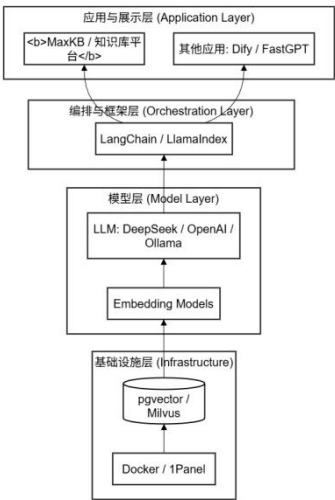 应用与展示层 (Application Layer)
<b>MaxKB / 知识库平
台</b>
其他应用: Dify / FastGPT
编排与框架层 (Orchestration Layer)
LangChain / LlamaIndex
模型层 (Model Layer)
LLM: DeepSeek / OpenAI /
Ollama
Embedding Models
基础设施层 (Infrastructure)
pgvector /
Milvus
Docker / 1Panel